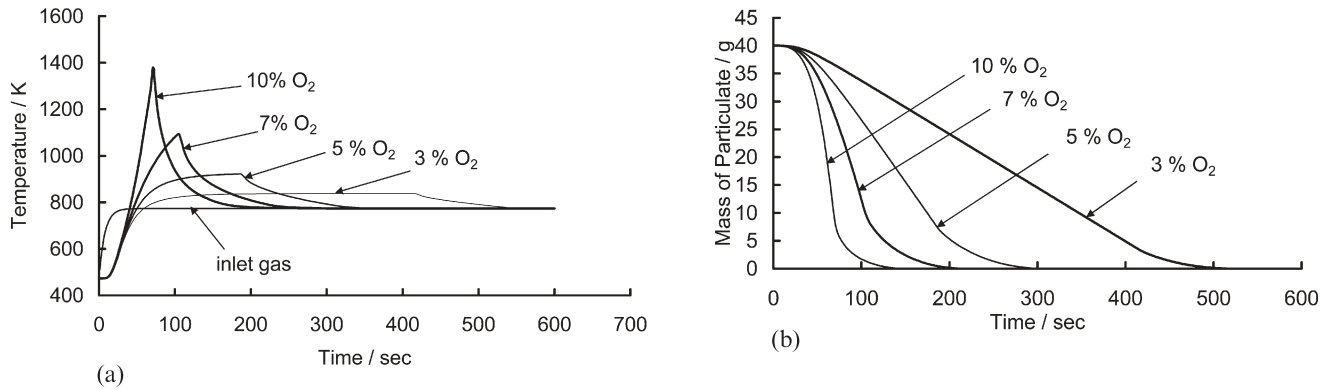 1600
1400
1200
1000
800
600
400
Temperature / K
10% O2
7% O2
5 % O2
3 % O2
inlet gas
0 100 200 300 400 500 600 700
Time / sec
(a)
45
40
35
30
25
20
15
10
5
0
Mass of Particulate / g
10 % O2
7 % O2
5 % O2
3 % O2
0 100 200 300 400 500 600
Time / sec
(b)